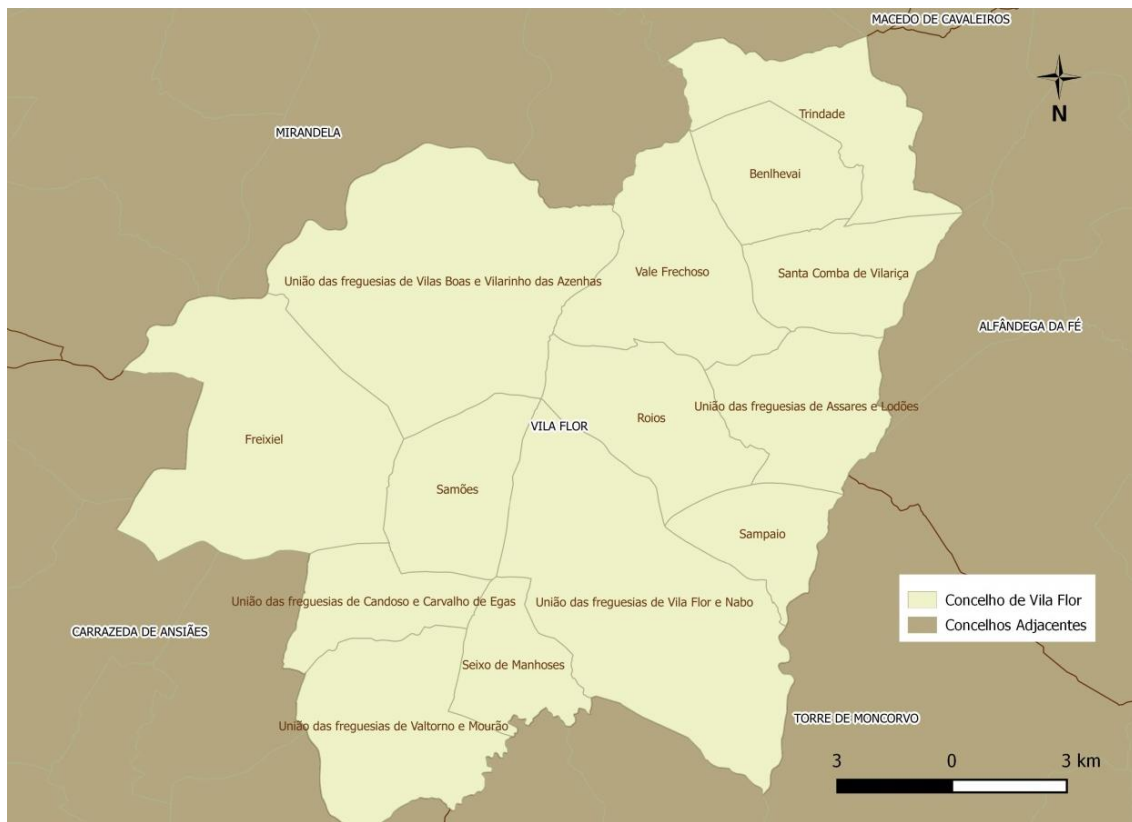 MACEDO DE CAVALEIROS
N
Trindade
MIRANDELA
Benlhevai
Vale Frechoso
Santa Comba de Vilariça
União das freguesias de Vilas Boas e Vilarinho das Azenhas
ALFÂNDEGA DA FÉ
União das freguesias de Assares e Lodões
Roios
VILA FLOR
Freixiel
Samões
Sampaio
União das freguesias de Candoso e Carvalho de Egas
União das freguesias de Vila Flor e Nabo
Concelho de Vila Flor
Concelhos Adjacentes
CARRAZEDA DE ANSIÃES
Seixo de Manhoses
União das freguesias de Valtorno e Mourão
TORRE DE MONCORVO
3 0 3 km